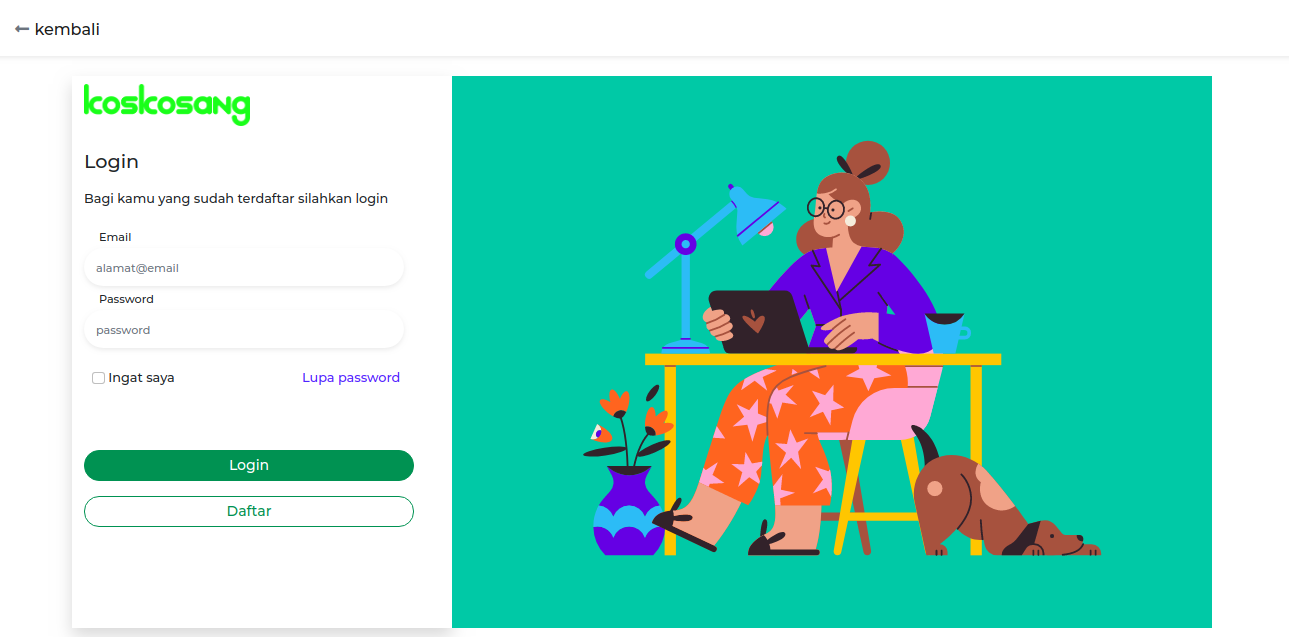 kembali
koskosang
Login
Bagi kamu yang sudah terdaftar silahkan login
Email
alamat@email
Password
password
Ingat saya Lupa password
Login
Daftar